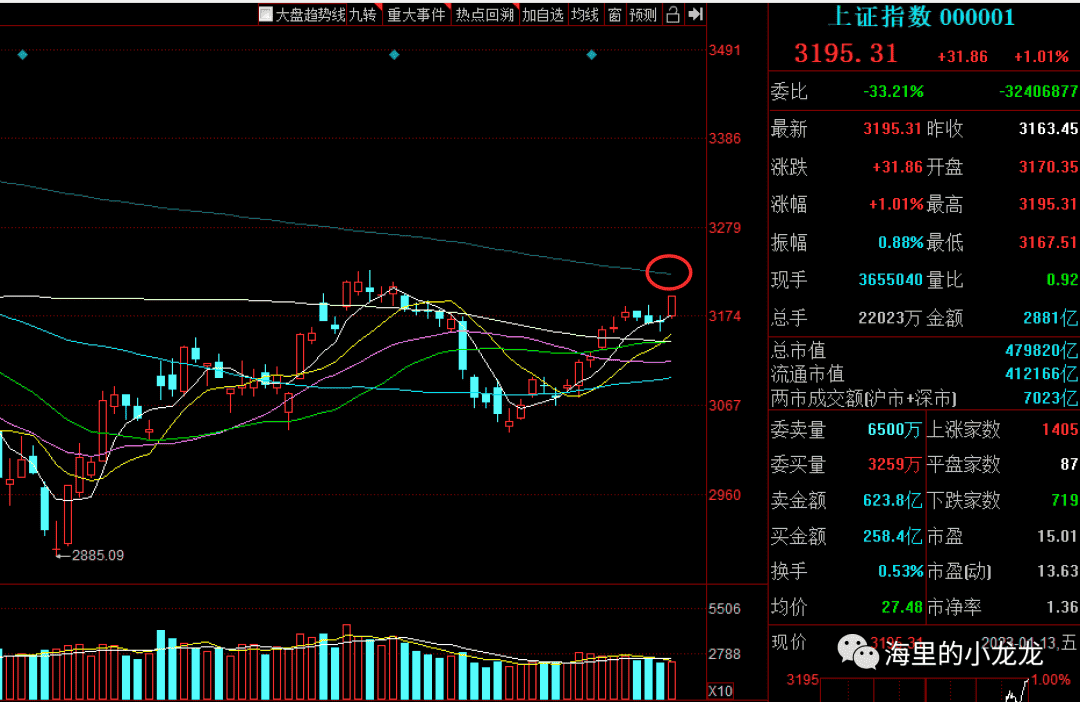 大盘趋势线 九转 重大事件 热点回溯 加自选 均线 窗 预测
上证指数 000001
3195.31 +31.86 +1.01%
委比 -33.21% -32406877
最新 3195.31 昨收 3163.45
涨跌 +31.86 开盘 3170.35
涨幅 +1.01% 最高 3195.31
振幅 0.88% 最低 3167.51
现手 3655040 量比 0.92
总手 22023万 金额 2881亿
总市值 479820亿
流通市值 412166亿
两市成交额(沪市+深市) 7023亿
委卖量 6500万 上涨家数 1405
委买量 3259万 平盘家数 87
卖金额 623.8亿 下跌家数 719
买金额 258.4亿 市盈 15.01
换手 0.53% 市盈(动) 13.63
均价 27.48 市净率 1.36
现价 3195.31 2023-01-13,五
海里的小龙龙
3195 1.00%
3491
3386
3279
3174
3067
2960
2885.09
5506
2788
X10